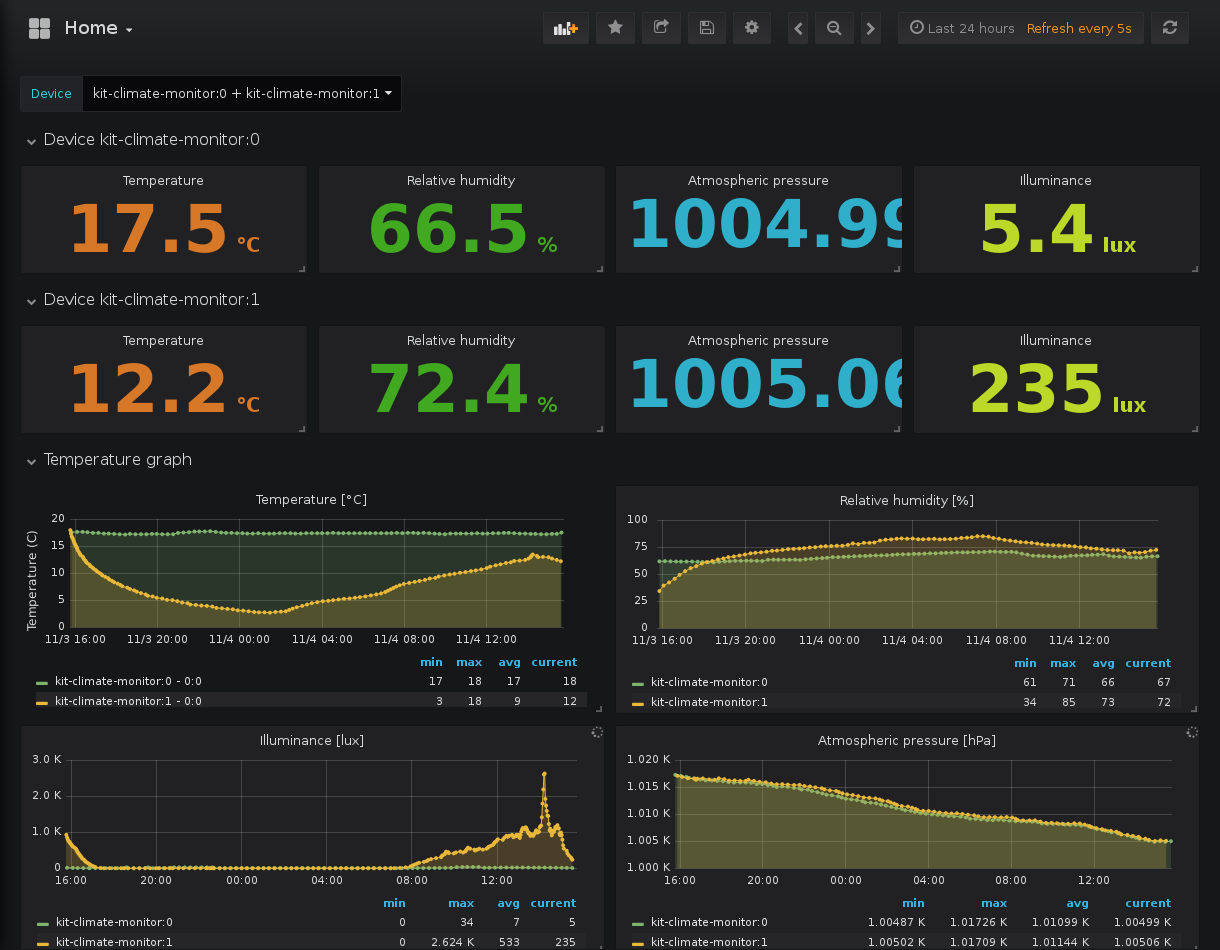 Home
Last 24 hours Refresh every 5s
Device kit-climate-monitor:0 + kit-climate-monitor:1
Device kit-climate-monitor:0
Temperature Relative humidity Atmospheric pressure Illuminance
17.5 °C 66.5 % 1004.99 5.4 lux
Device kit-climate-monitor:1
Temperature Relative humidity Atmospheric pressure Illuminance
12.2 °C 72.4 % 1005.06 235 lux
Temperature graph
Temperature [°C]
Temperature (C)
20
15
10
5
0
11/3 16:00 11/3 20:00 11/4 00:00 11/4 04:00 11/4 08:00 11/4 12:00
min max avg current
kit-climate-monitor:0 - 0:0 17 18 17 18
kit-climate-monitor:1 - 0:0 3 18 9 12
Relative humidity [%]
100
75
50
25
0
11/3 16:00 11/3 20:00 11/4 00:00 11/4 04:00 11/4 08:00 11/4 12:00
min max avg current
kit-climate-monitor:0 61 71 66 67
kit-climate-monitor:1 34 85 73 72
Illuminance [lux]
3.0 K
2.0 K
1.0 K
0
16:00 20:00 00:00 04:00 08:00 12:00
min max avg current
kit-climate-monitor:0 0 34 7 5
kit-climate-monitor:1 0 2.624 K 533 235
Atmospheric pressure [hPa]
1.020 K
1.015 K
1.010 K
1.005 K
1.000 K
16:00 20:00 00:00 04:00 08:00 12:00
min max avg current
kit-climate-monitor:0 1.00487 K 1.01726 K 1.01099 K 1.00499 K
kit-climate-monitor:1 1.00502 K 1.01709 K 1.01144 K 1.00506 K